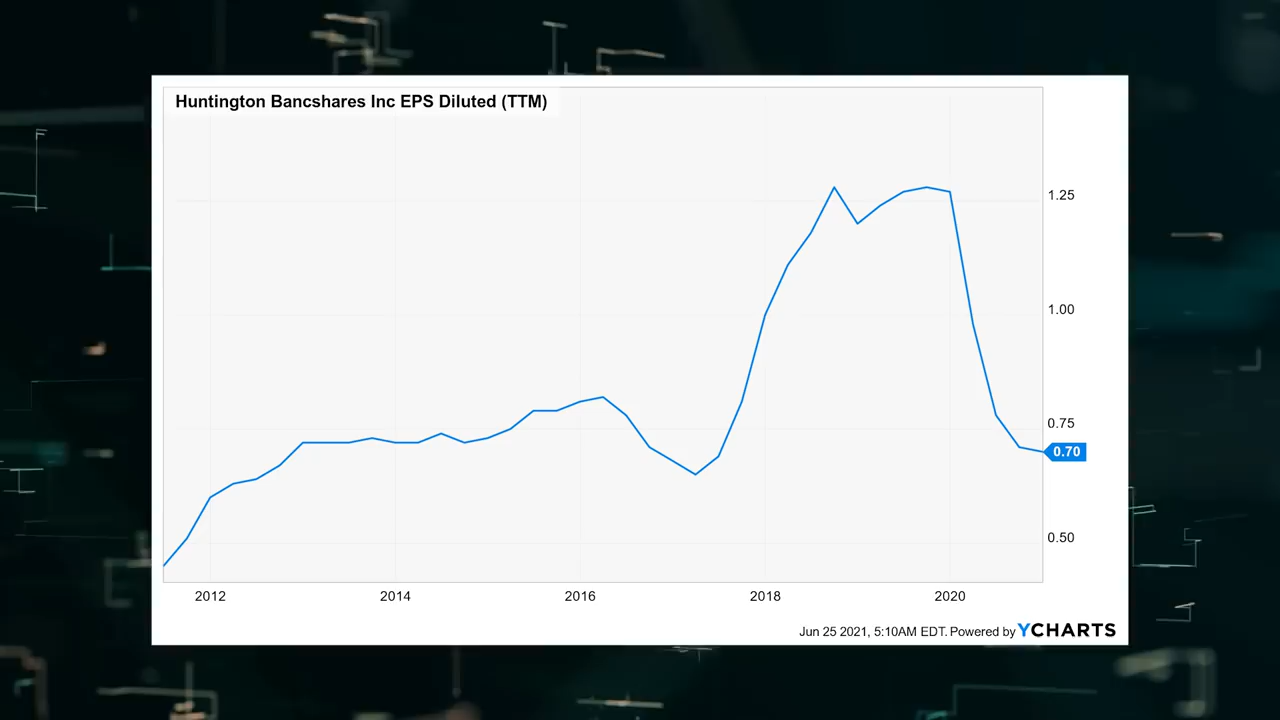 Huntington Bancshares Inc EPS Diluted (TTM)
1.25
1.00
0.75
0.70
0.50
2012 2014 2016 2018 2020
Jun 25 2021, 5:10AM EDT. Powered by YCHARTS